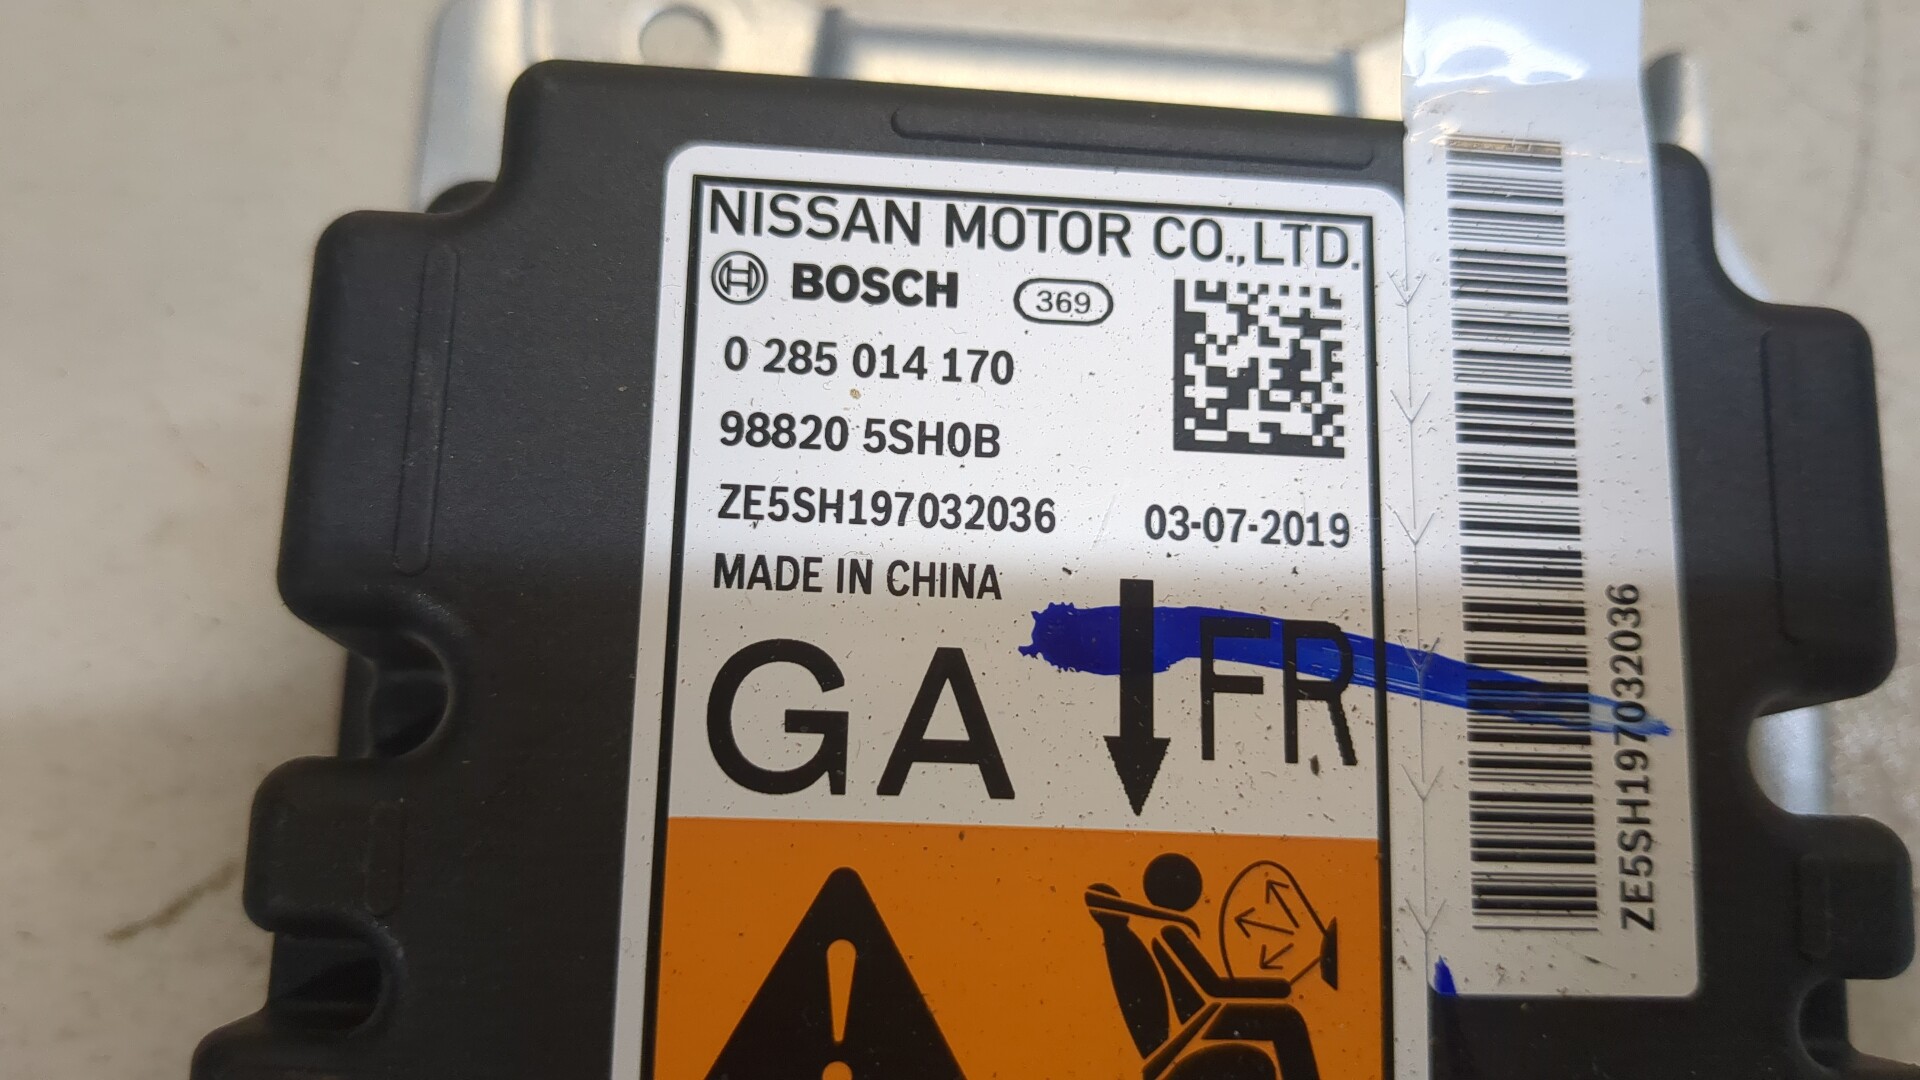 NISSAN MOTOR CO.,LTD.
BOSCH 369
0 285 014 170
98820 5SH0B
ZE5SH197032036 03-07-2019
MADE IN CHINA
GA FR
ZE5SH197032036